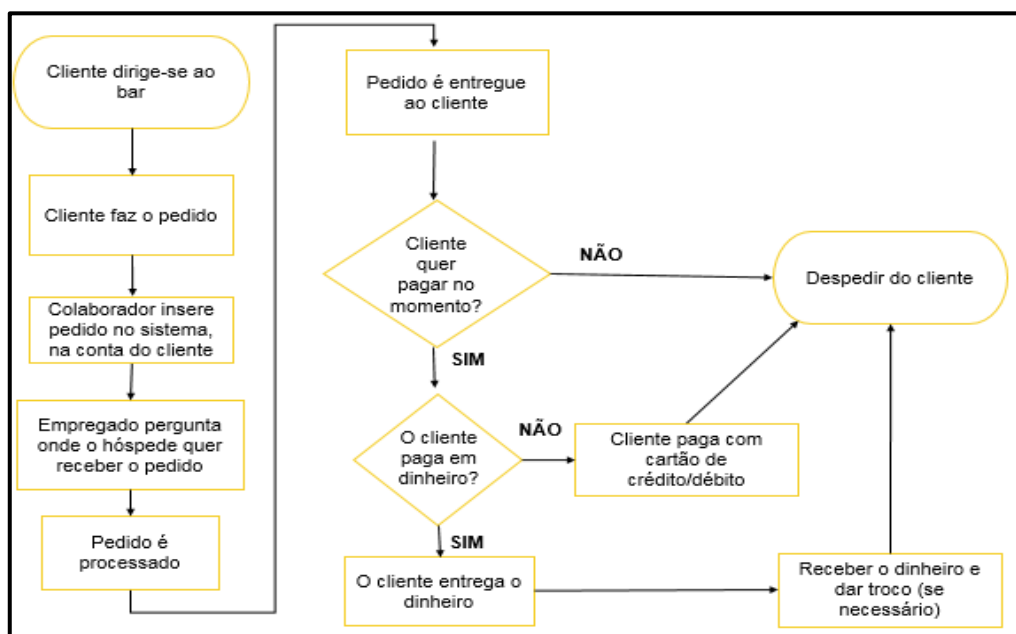 Cliente dirige-se ao
bar
Cliente faz o pedido
Colaborador insere
pedido no sistema,
na conta do cliente
Empregado pergunta
onde o hóspede quer
receber o pedido
Pedido é
processado
Pedido é entregue
ao cliente
Cliente
quer
pagar no
momento?
NÃO
Despedir do cliente
SIM
O cliente
paga em
dinheiro?
NÃO
Cliente paga com
cartão de
crédito/débito
SIM
O cliente entrega o
dinheiro
Receber o dinheiro e
dar troco (se
necessário)